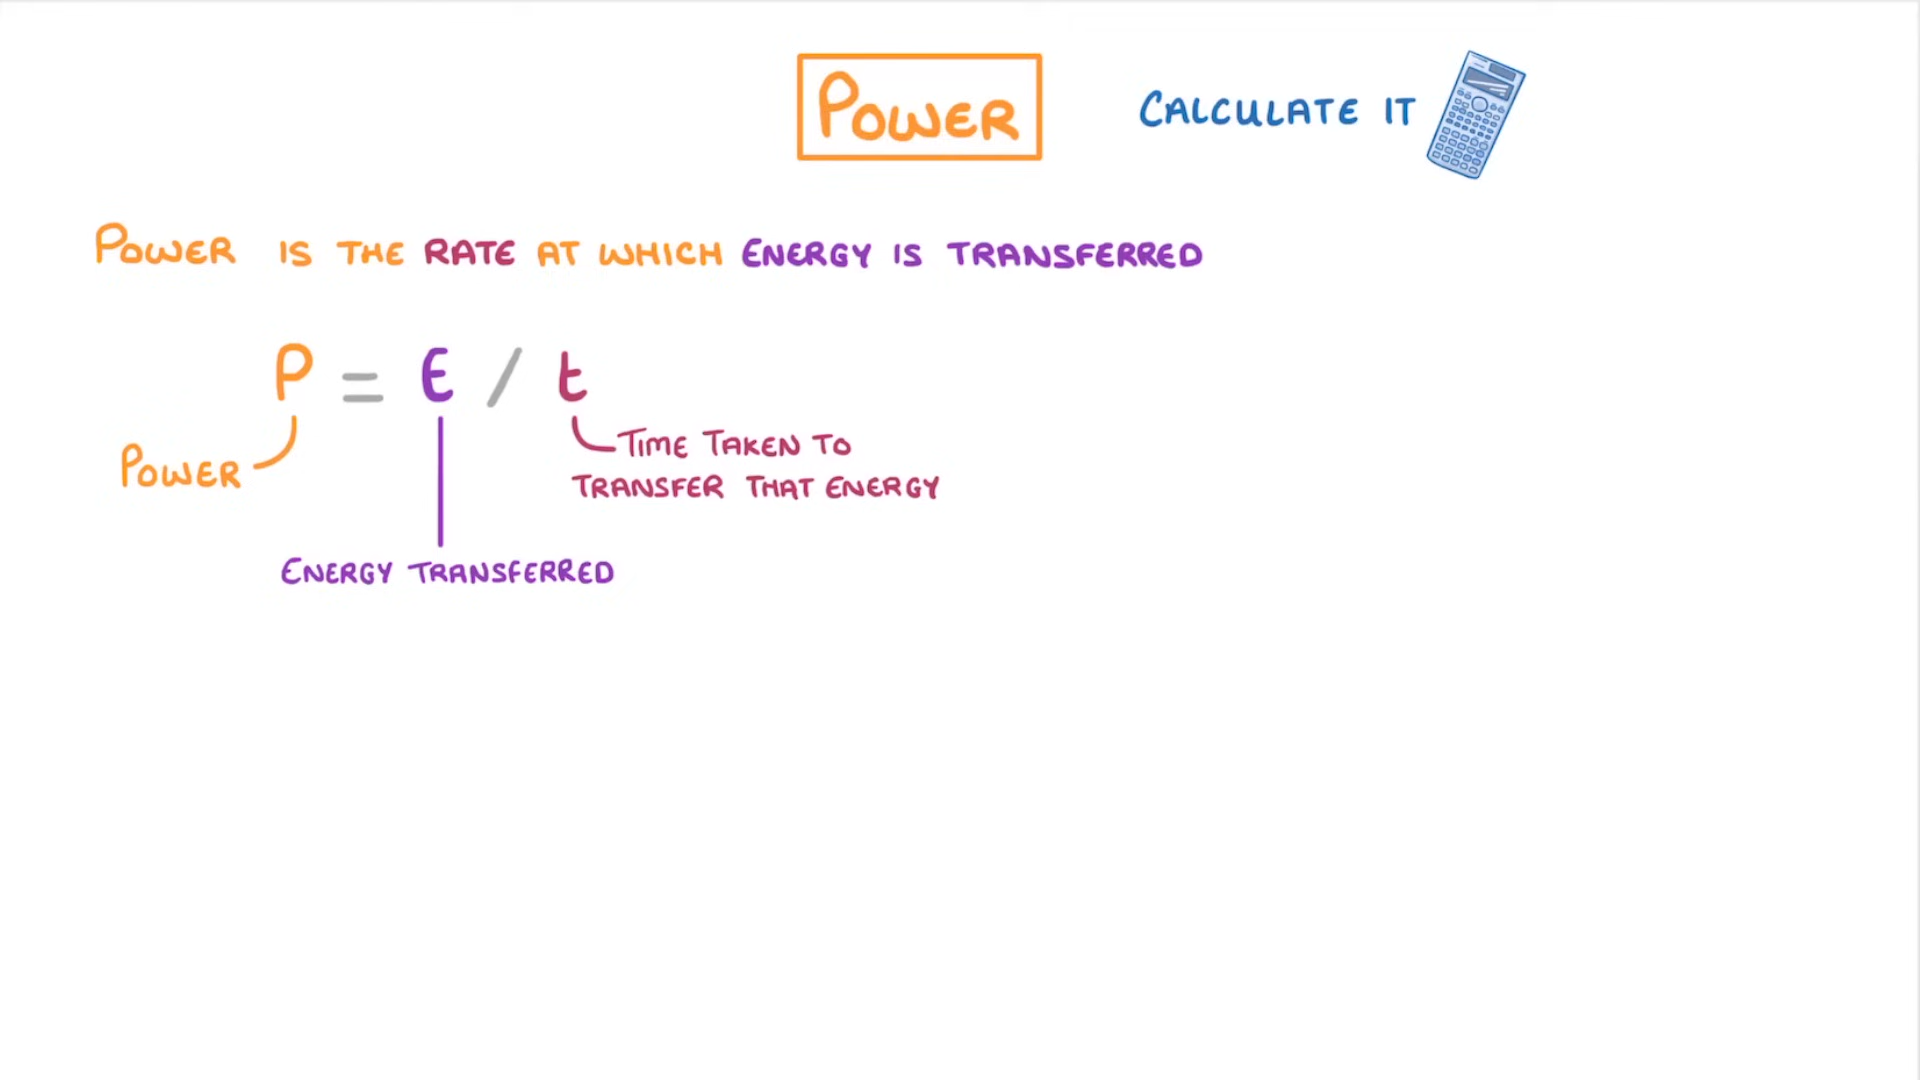 POWER
CALCULATE IT
POWER IS THE RATE AT WHICH ENERGY IS TRANSFERRED
P = E / t
TIME TAKEN TO
POWER
TRANSFER THAT ENERGY
ENERGY TRANSFERRED